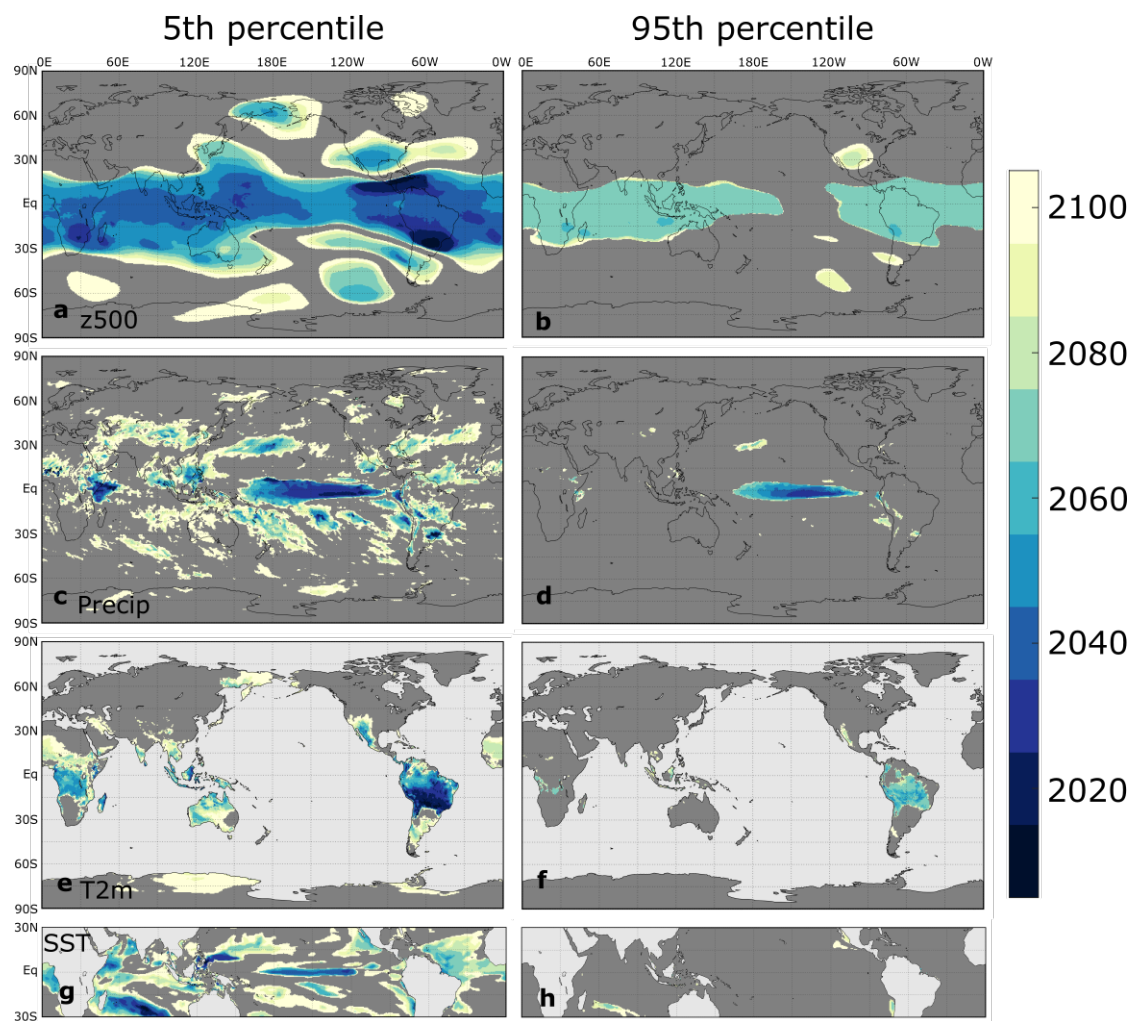 5th percentile 95th percentile
0E 60E 120E 180E 120W 60W 0W 0E 60E 120E 180E 120W 60W 0W
90N
60N
30N
Eq
30S
60S
90S
a z500
b
90N
60N
30N
Eq
30S
60S
90S
c Precip
d
90N
60N
30N
Eq
30S
60S
90S
e T2m
f
30N
Eq
30S
SST
g
h
2100
2080
2060
2040
2020